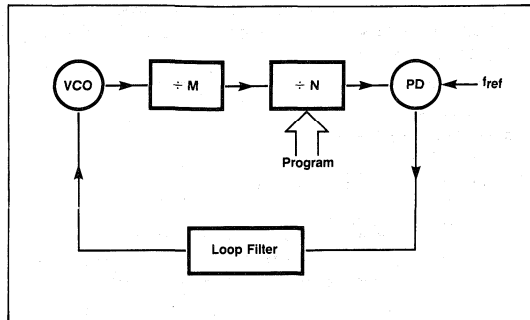 VCO
÷ M
÷ N
PD
fref
Program
Loop Filter